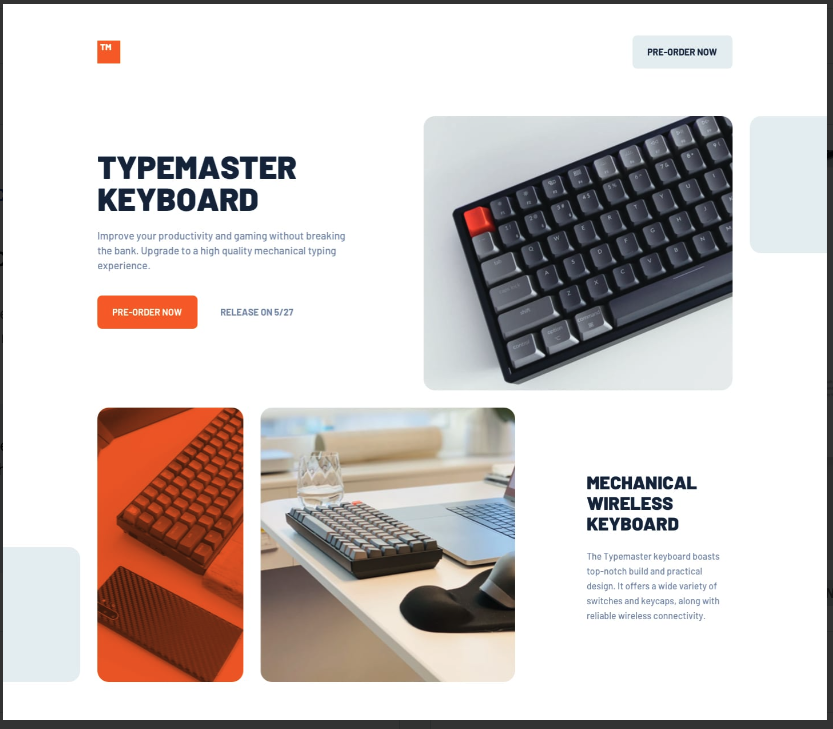 TM
PRE-ORDER NOW
TYPEMASTER
KEYBOARD
Improve your productivity and gaming without breaking
the bank. Upgrade to a high quality mechanical typing
experience.
PRE-ORDER NOW
RELEASE ON 5/27
MECHANICAL
WIRELESS
KEYBOARD
The Typemaster keyboard boasts
top-notch build and practical
design. It offers a wide variety of
switches and keycaps, along with
reliable wireless connectivity.